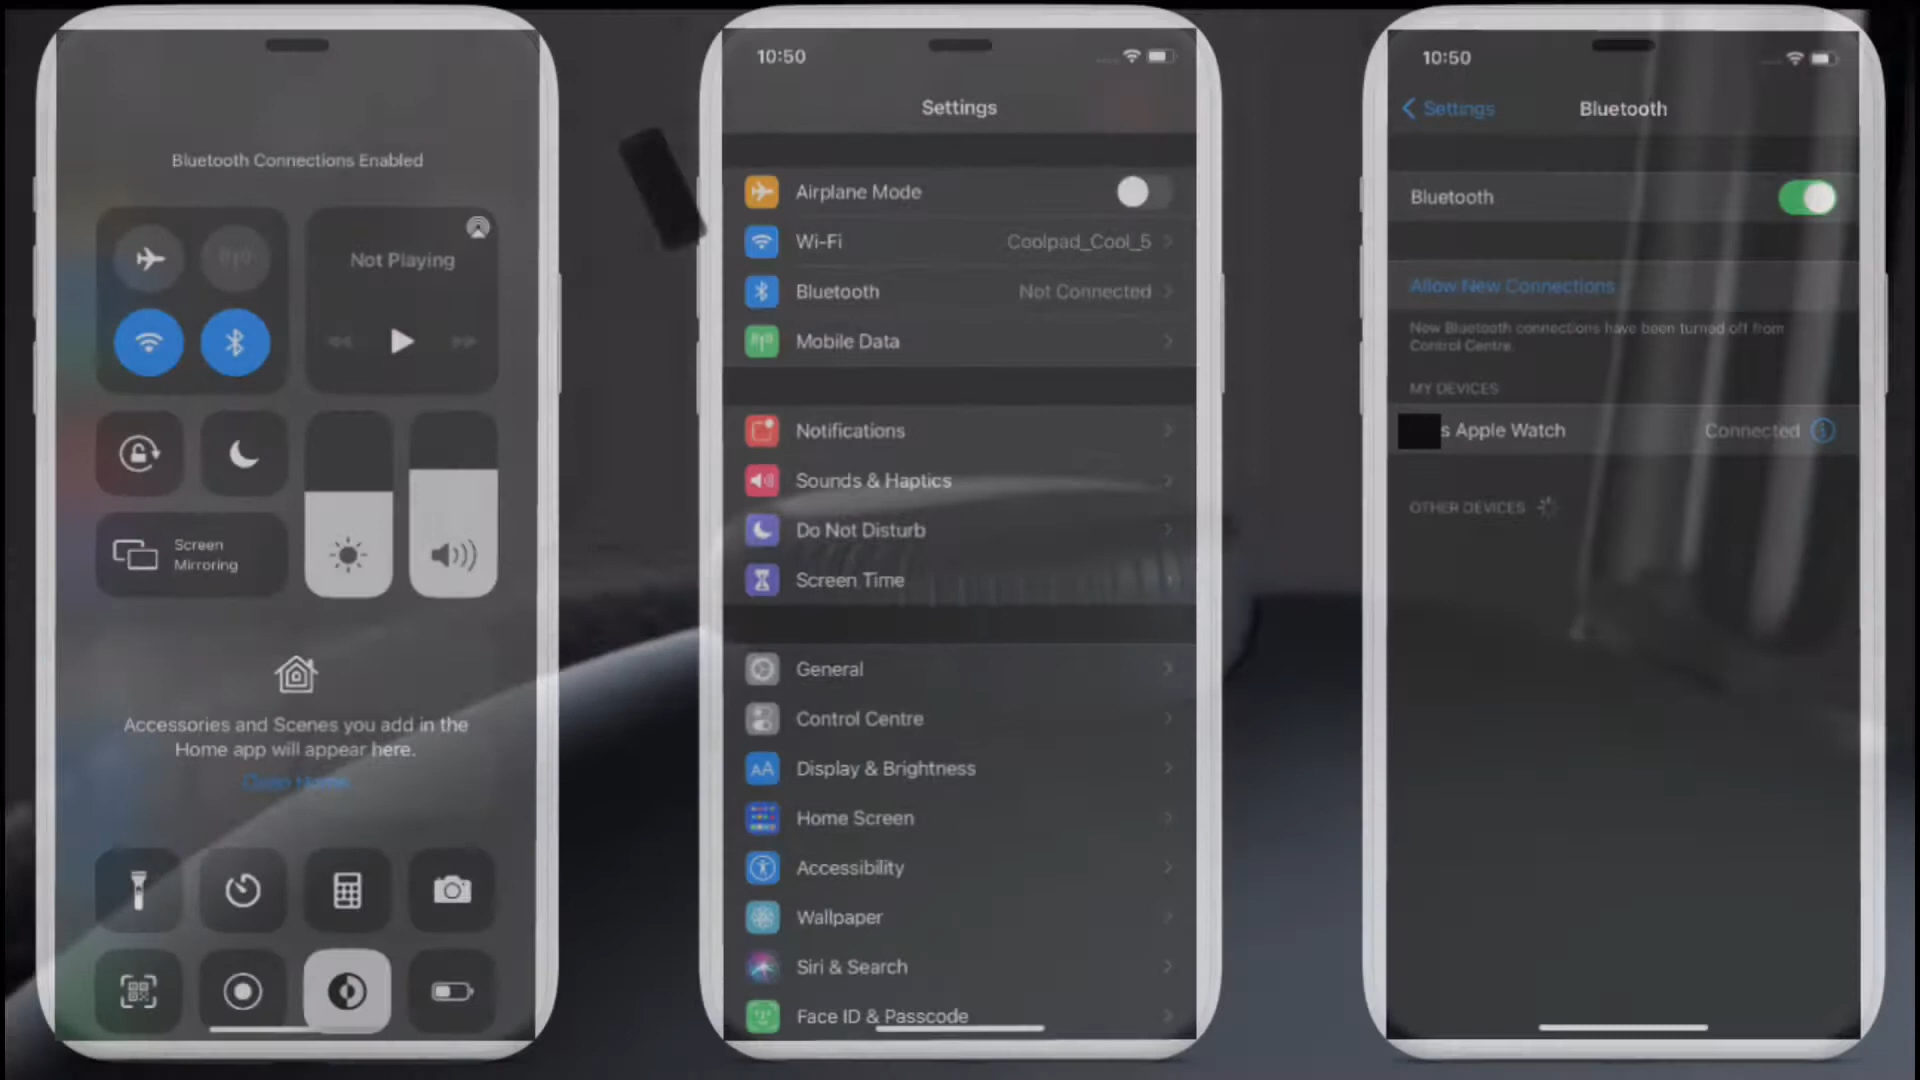 Bluetooth Connections Enabled
Not Playing
Screen
Mirroring
Accessories and Scenes you add in the
Home app will appear here.
Open Home
10:50
Settings
Airplane Mode
Wi-Fi Coolpad_Cool_5
Bluetooth Not Connected
Mobile Data
Notifications
Sounds & Haptics
Do Not Disturb
Screen Time
General
Control Centre
AA Display & Brightness
Home Screen
Accessibility
Wallpaper
Siri & Search
Face ID & Passcode
10:50
Settings Bluetooth
Bluetooth
Allow New Connections
New Bluetooth connections have been turned off from
Control Centre.
MY DEVICES
s Apple Watch Connected
OTHER DEVICES